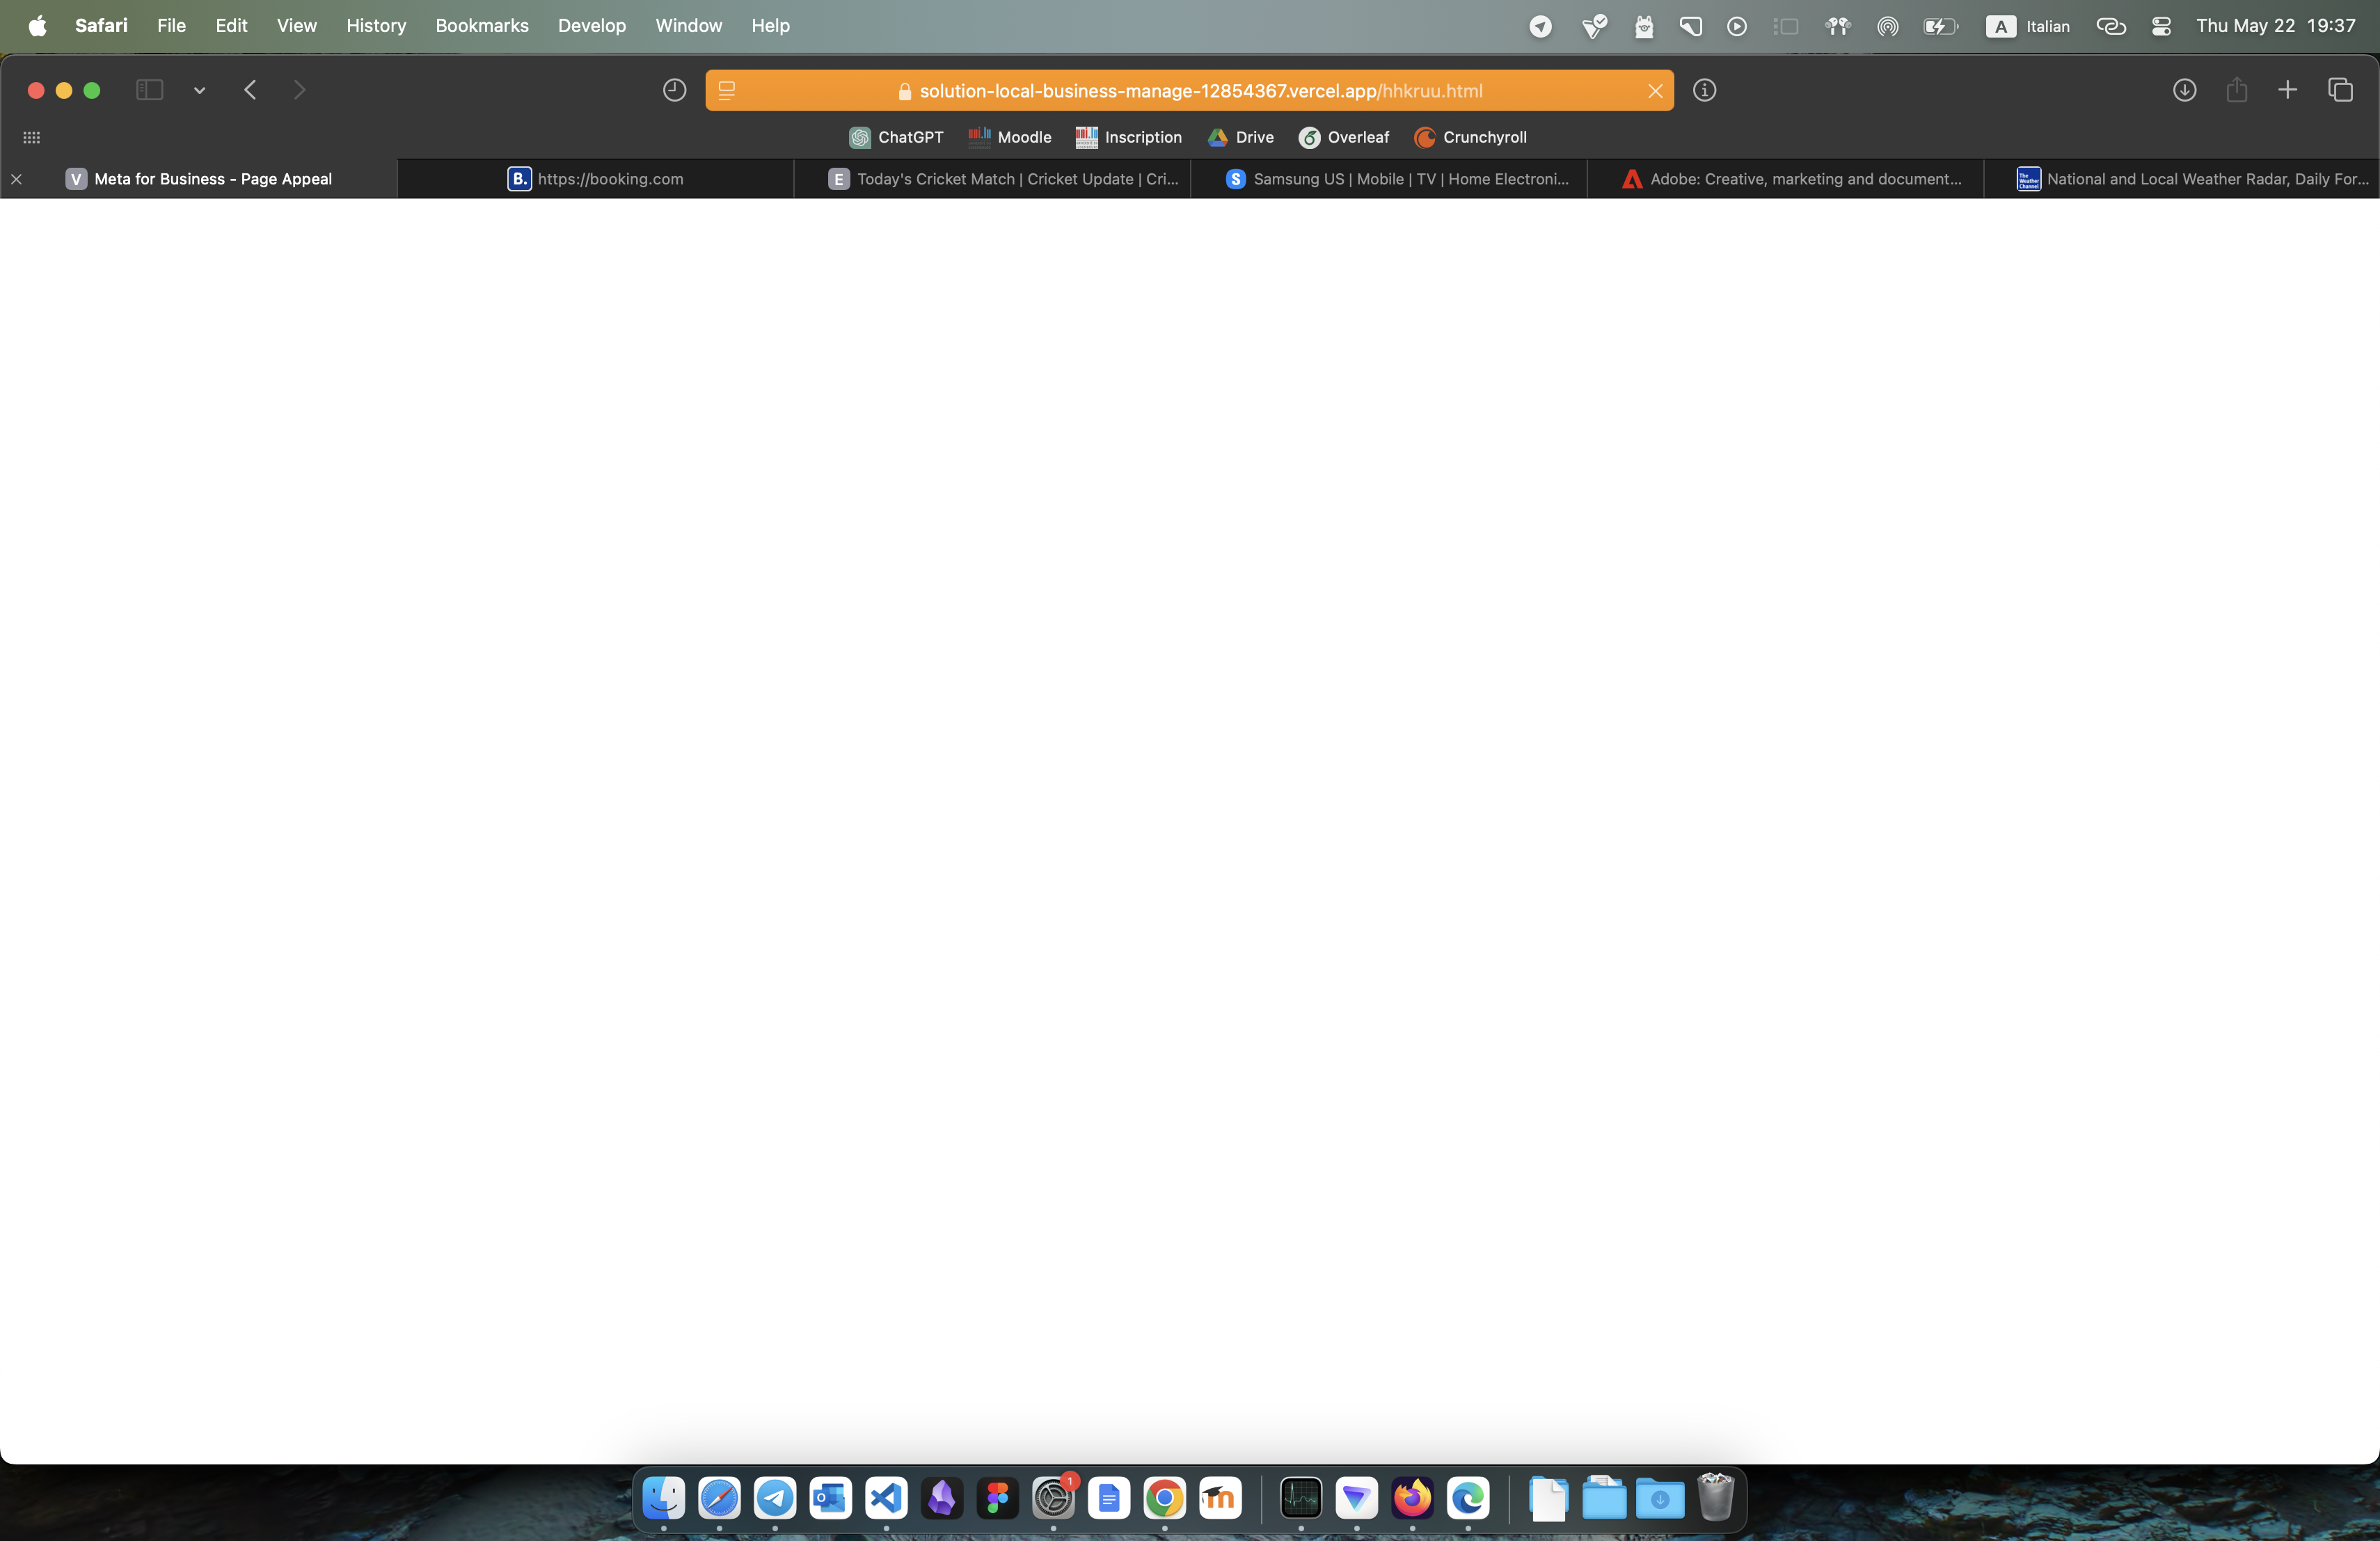 Safari File Edit View History Bookmarks Develop Window Help A Italian Thu May 22 19:37
solution-local-business-manage-12854367.vercel.app/hhkruu.html
ChatGPT Moodle Inscription Drive Overleaf Crunchyroll
V Meta for Business - Page Appeal B. https://booking.com E Today's Cricket Match | Cricket Update | Cri... S Samsung US | Mobile | TV | Home Electroni... Adobe: Creative, marketing and document... The Weather Channel National and Local Weather Radar, Daily For...
1